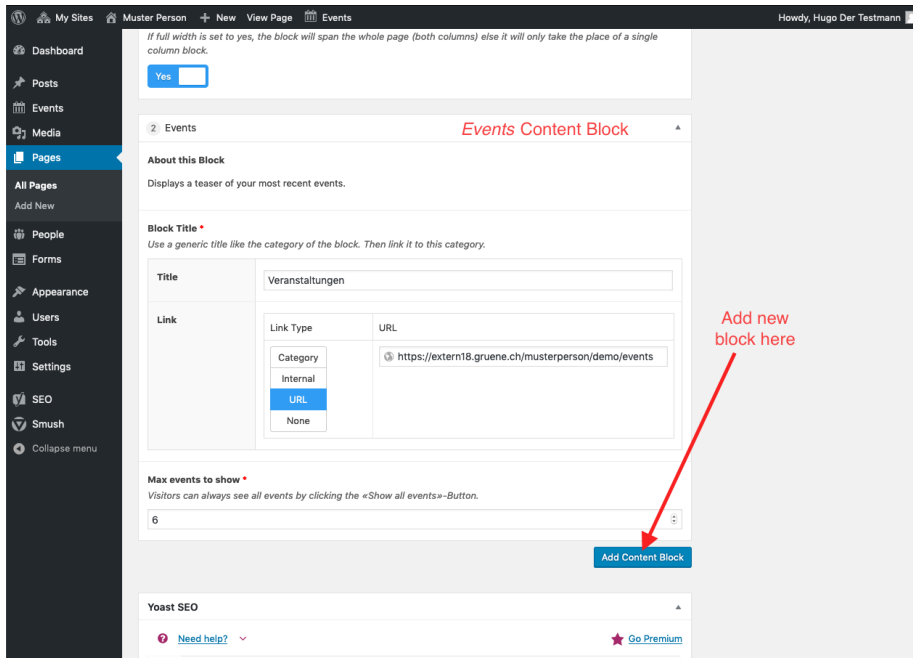 My Sites Muster Person + New View Page Events Howdy, Hugo Der Testmann
Dashboard
Posts
Events
Media
Pages
All Pages
Add New
People
Forms
Appearance
Users
Tools
Settings
SEO
Smush
Collapse menu
If full width is set to yes, the block will span the whole page (both columns) else it will only take the place of a single
column block.
Yes
2 Events
Events Content Block
About this Block
Displays a teaser of your most recent events.
Block Title *
Use a generic title like the category of the block. Then link it to this category.
Title
Veranstaltungen
Link
Link Type
URL
Category
Internal
URL
None
https://extern18.gruene.ch/musterperson/demo/events
Add new
block here
Max events to show *
Visitors can always see all events by clicking the «Show all events»-Button.
6
Add Content Block
Yoast SEO
Need help?
Go Premium